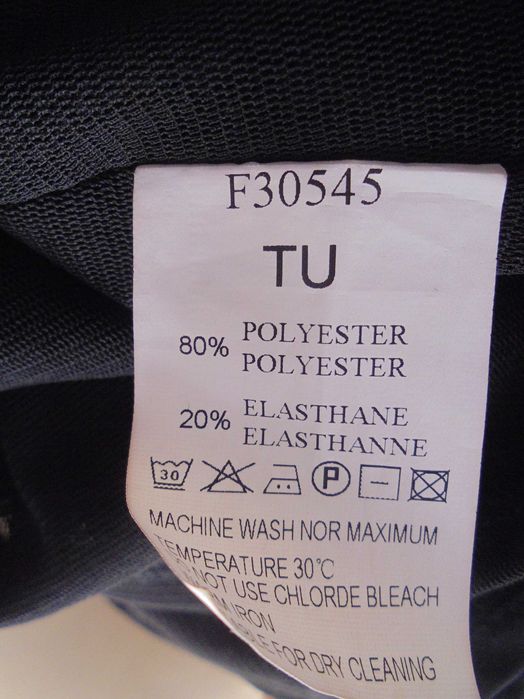 F30545
TU
80% POLYESTER
POLYESTER
20% ELASTHANE
ELASTHANNE
30 P
MACHINE WASH NOR MAXIMUM
TEMPERATURE 30℃
NOT USE CHLORDE BLEACH
IRON
FOR DRY CLEANING